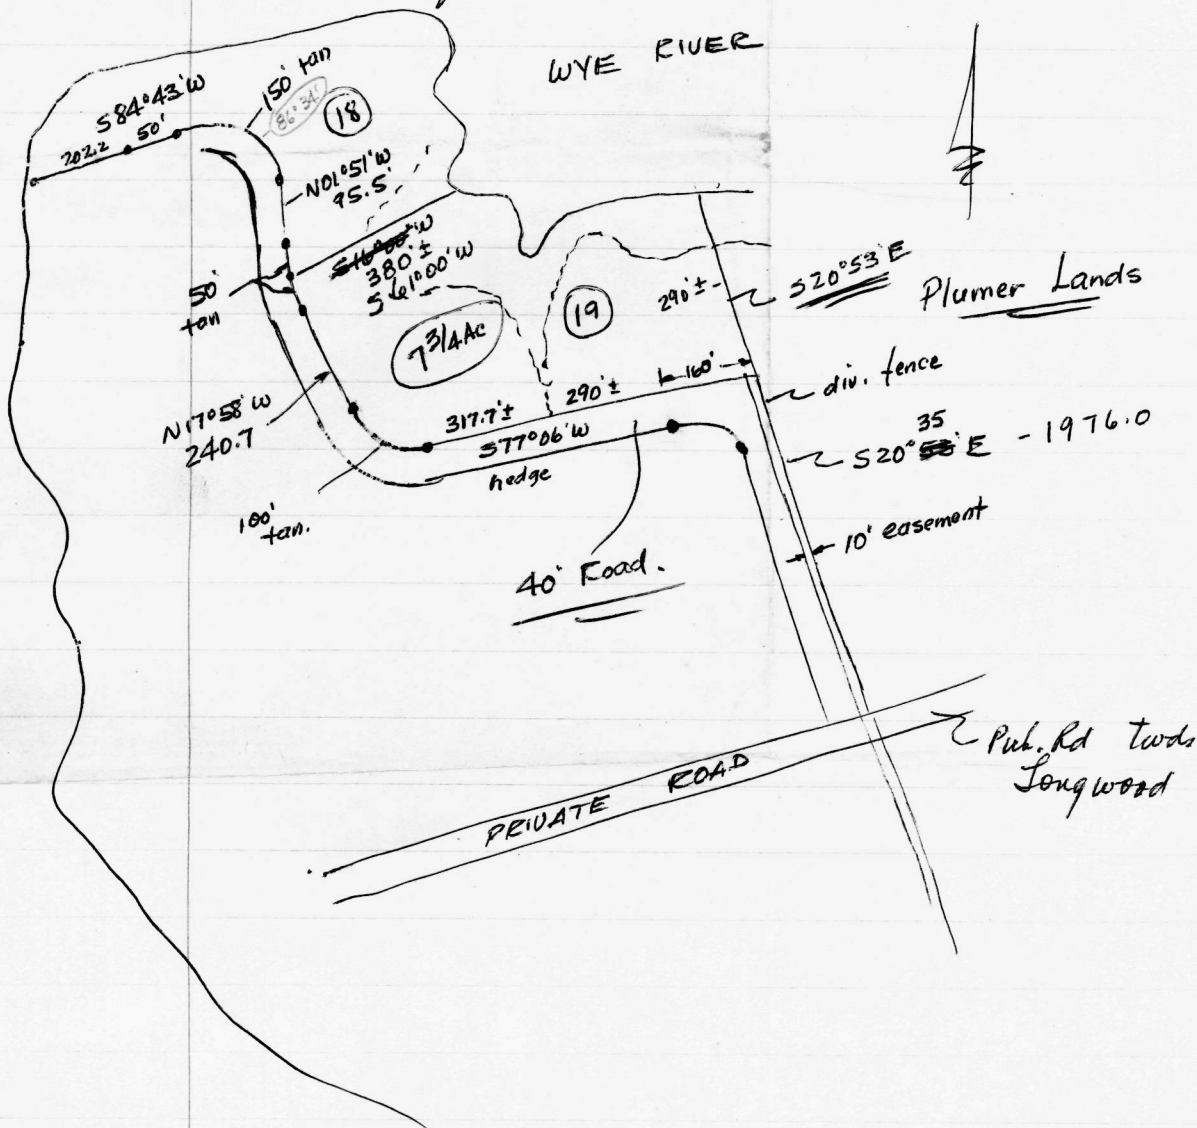 WYE RIVER
S84°43'W
202.2 50'
150' tan
86°34'
18
N01°51'W
95.5'
S16°00'W
380'±
S61°00'W
50'
tan
7 3/4 Ac
19
290'±
S20°53'E
Plumer Lands
160'
div. fence
N17°58'W
240.7
317.7'±
290'±
S77°06'W
hedge
35
S20° E - 1976.0
100'
tan.
10' easement
40' Road.
PRIVATE ROAD
Pub. Rd twds
Longwood